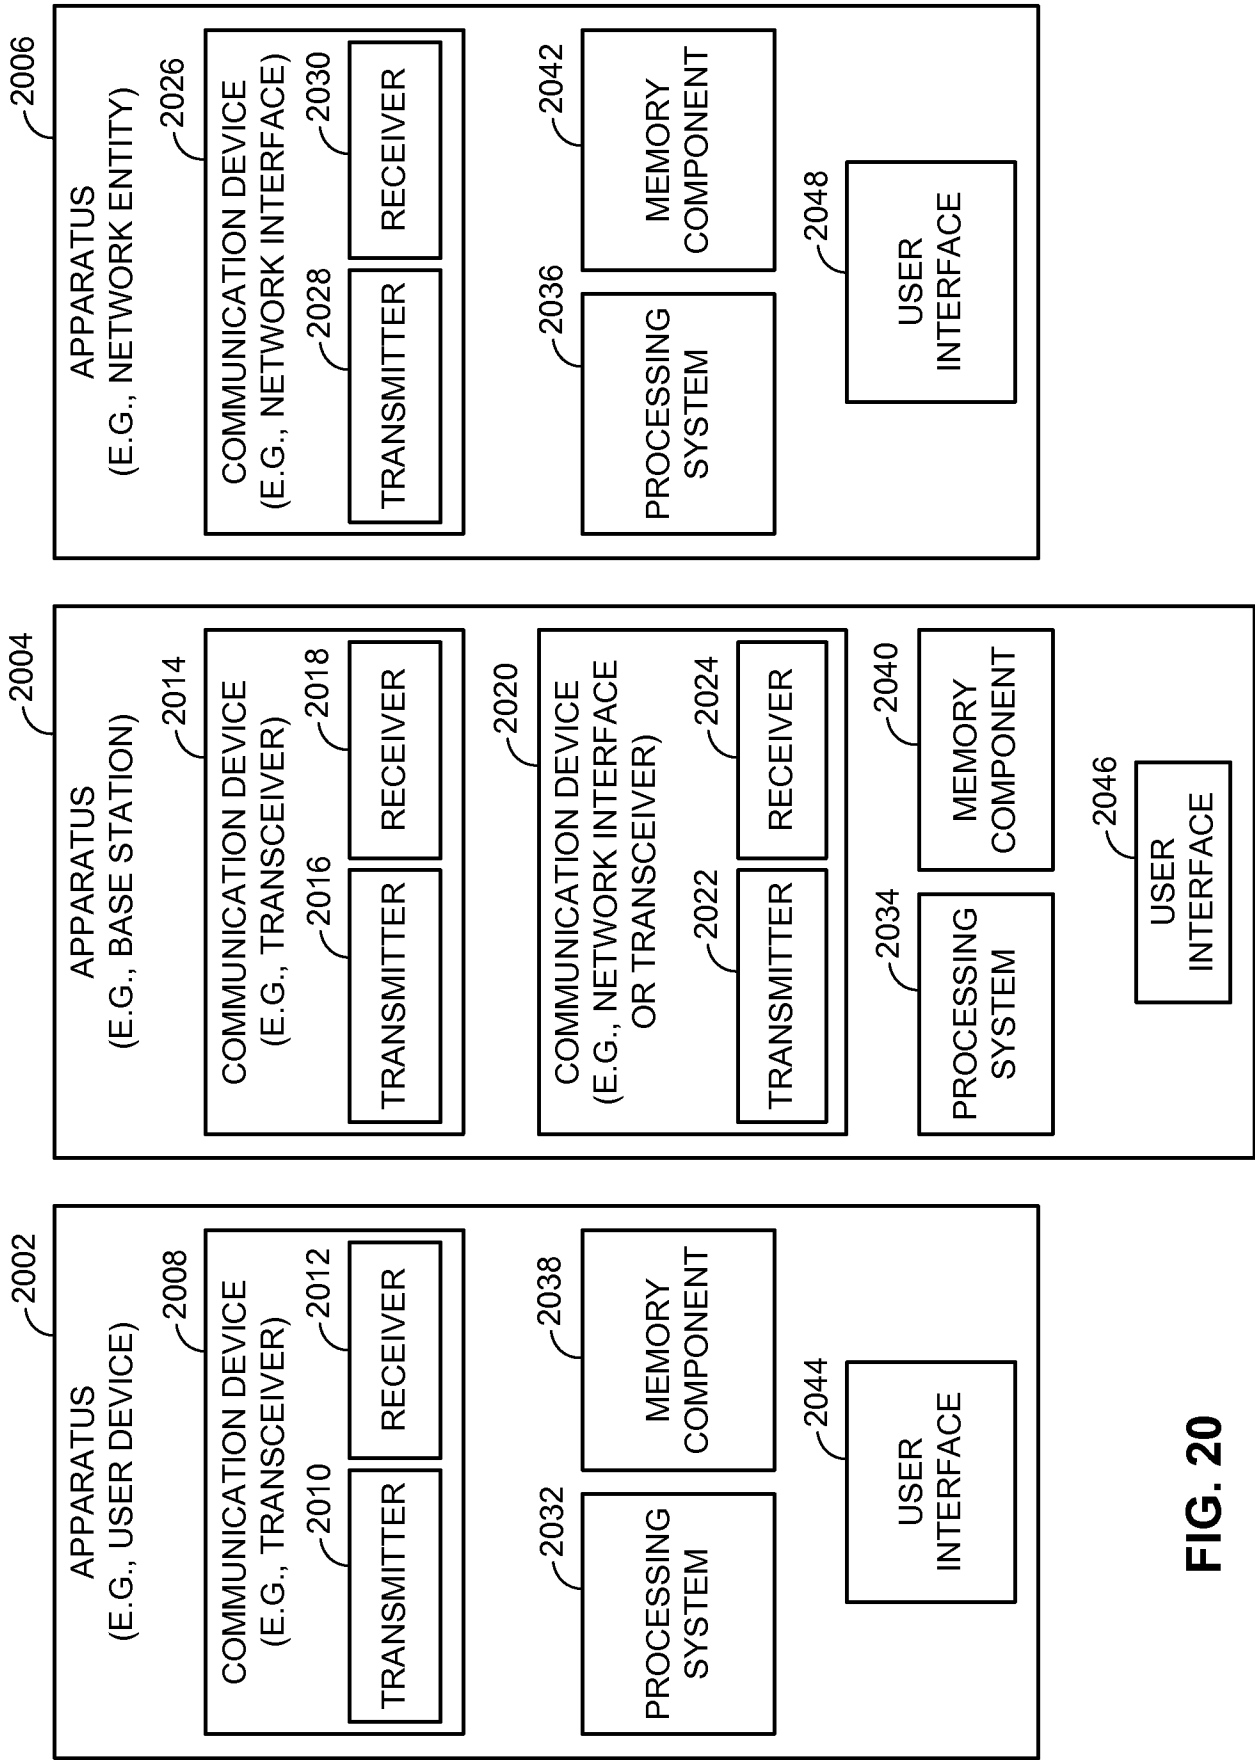 2002
APPARATUS
(E.G., USER DEVICE)
2008
COMMUNICATION DEVICE
(E.G., TRANSCEIVER)
2010
2012
TRANSMITTER
RECEIVER
2032
2038
PROCESSING
SYSTEM
MEMORY
COMPONENT
2044
USER
INTERFACE
2004
APPARATUS
(E.G., BASE STATION)
2014
COMMUNICATION DEVICE
(E.G., TRANSCEIVER)
2016
2018
TRANSMITTER
RECEIVER
2020
COMMUNICATION DEVICE
(E.G., NETWORK INTERFACE
OR TRANSCEIVER)
2022
2024
TRANSMITTER
RECEIVER
2034
2040
PROCESSING
SYSTEM
MEMORY
COMPONENT
2046
USER
INTERFACE
2006
APPARATUS
(E.G., NETWORK ENTITY)
2026
COMMUNICATION DEVICE
(E.G., NETWORK INTERFACE)
2028
2030
TRANSMITTER
RECEIVER
2036
2042
PROCESSING
SYSTEM
MEMORY
COMPONENT
2048
USER
INTERFACE
FIG. 20